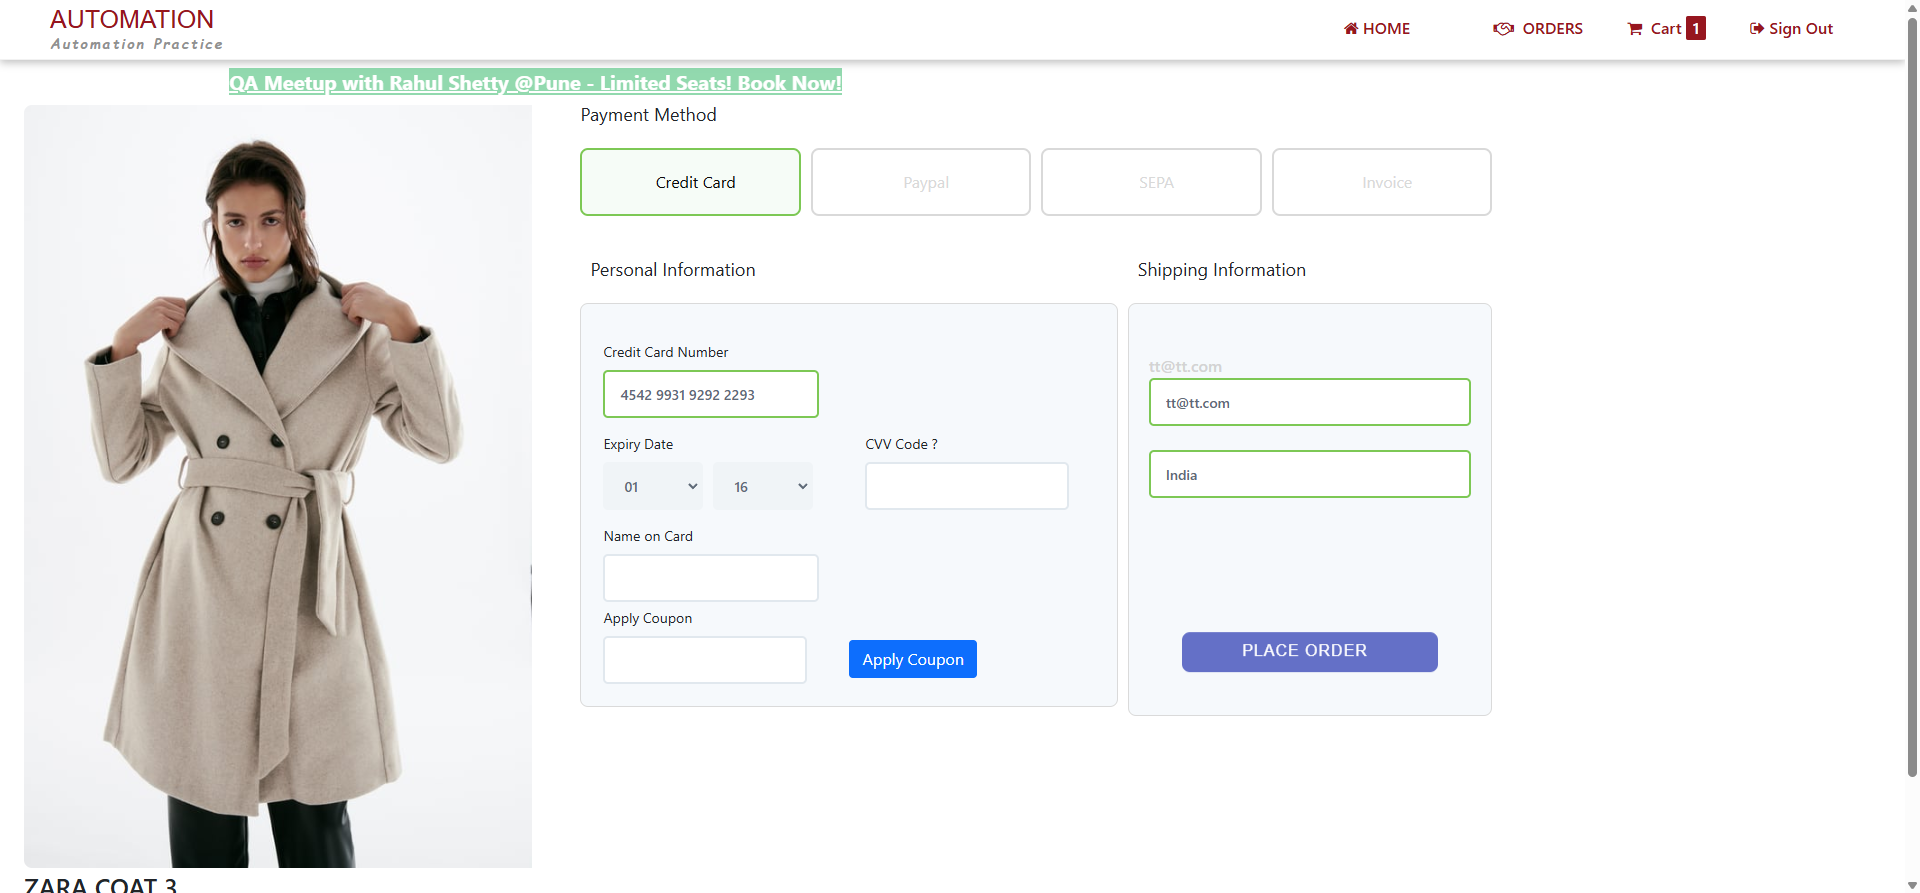 AUTOMATION
Automation Practice
HOME
ORDERS
Cart 1
Sign Out
QA Meetup with Rahul Shetty @Pune - Limited Seats! Book Now!
Payment Method
Credit Card
Paypal
SEPA
Invoice
Personal Information
Credit Card Number
4542 9931 9292 2293
Expiry Date
CVV Code ?
01
16
Name on Card
Apply Coupon
Apply Coupon
Shipping Information
tt@tt.com
tt@tt.com
India
PLACE ORDER
ZARA COAT 3